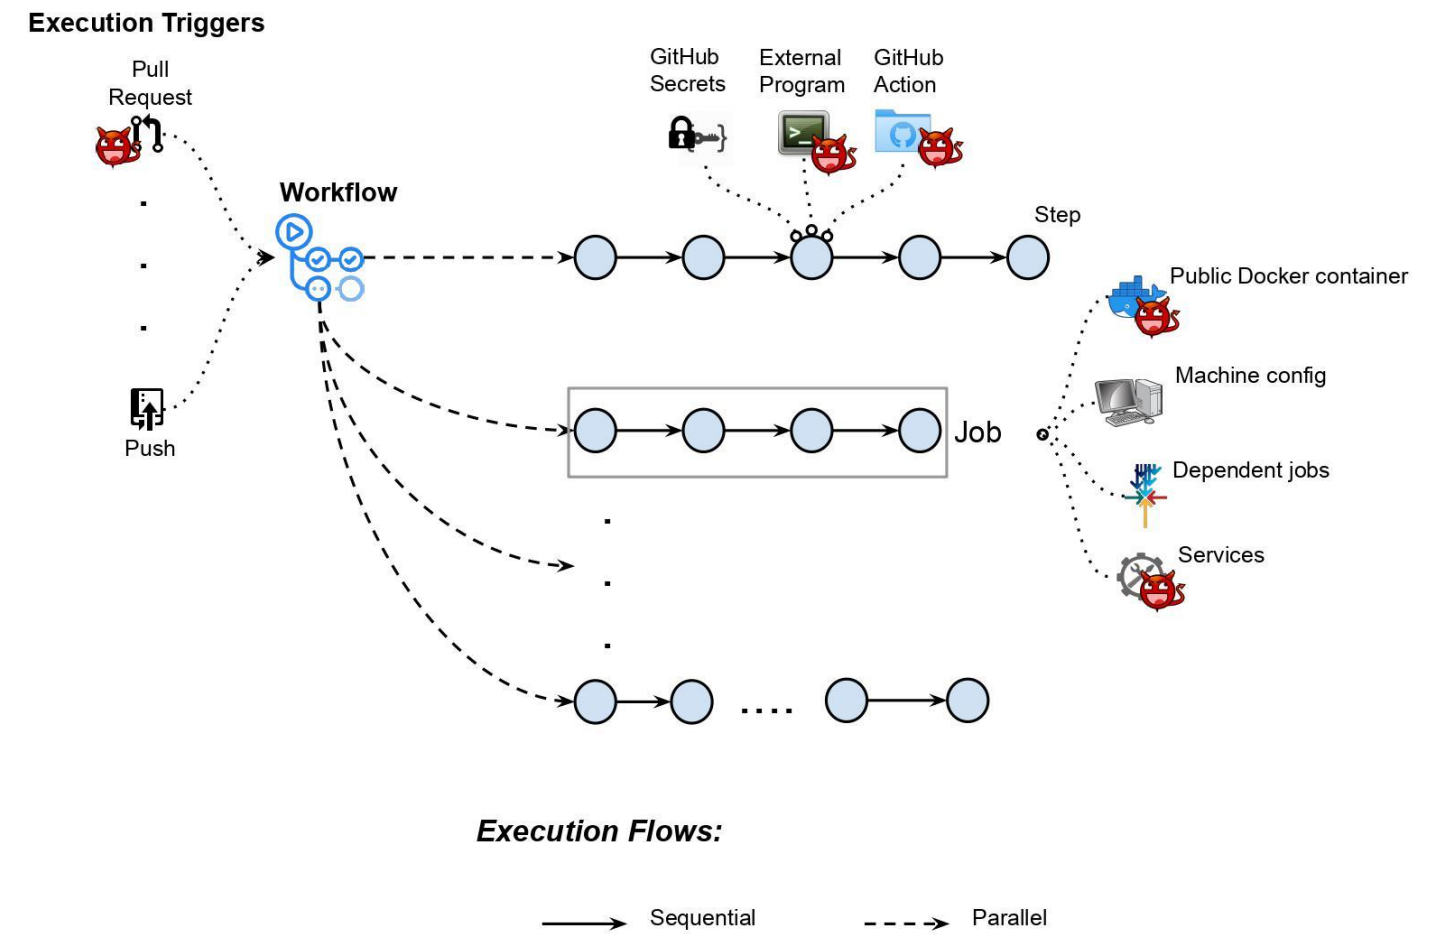 Execution Triggers
Pull
Request
Push
Workflow
GitHub
Secrets
External
Program
GitHub
Action
Step
Job
Public Docker container
Machine config
Dependent jobs
Services
Execution Flows:
Sequential
Parallel